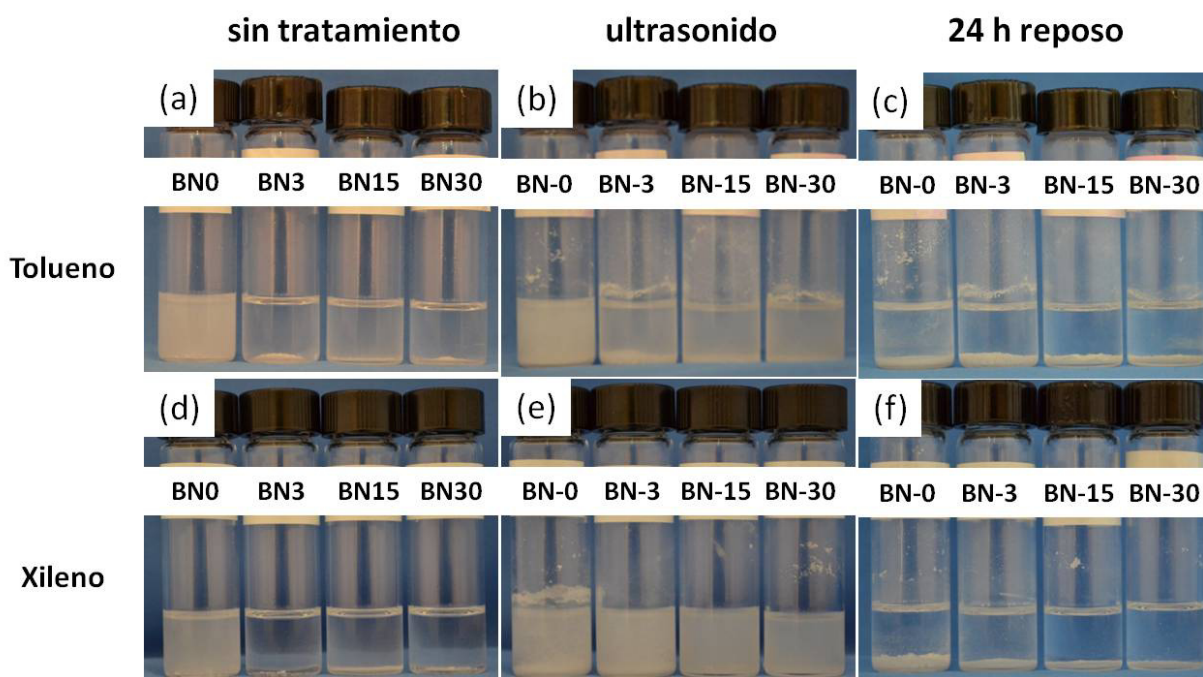 sin tratamiento ultrasonido 24 h reposo
(a) (b) (c)
BN0 BN3 BN15 BN30 BN-0 BN-3 BN-15 BN-30 BN-0 BN-3 BN-15 BN-30
Tolueno
(d) (e) (f)
BN0 BN3 BN15 BN30 BN-0 BN-3 BN-15 BN-30 BN-0 BN-3 BN-15 BN-30
Xileno